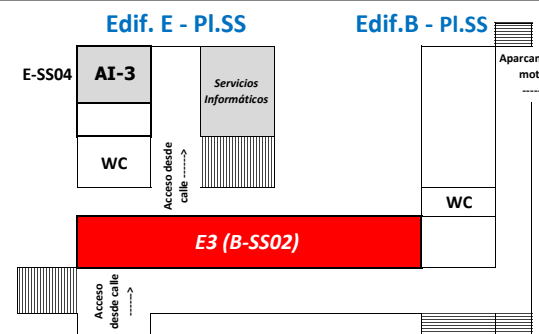 Edif. E - Pl.SS
Edif.B - Pl.SS
E-SS04
AI-3
Servicios
Informáticos
WC
Acceso desde
calle ------>
WC
E3 (B-SS02)
Acceso
desde calle
------>